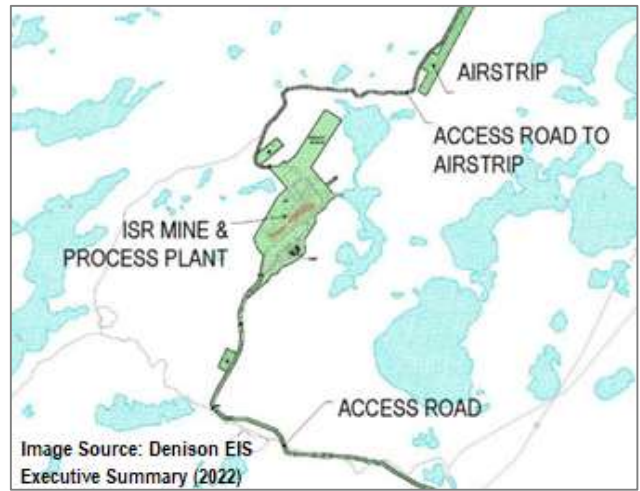 AIRSTRIP
ACCESS ROAD TO
AIRSTRIP
ISR MINE &
PROCESS PLANT
ACCESS ROAD
Image Source: Denison EIS
Executive Summary (2022)